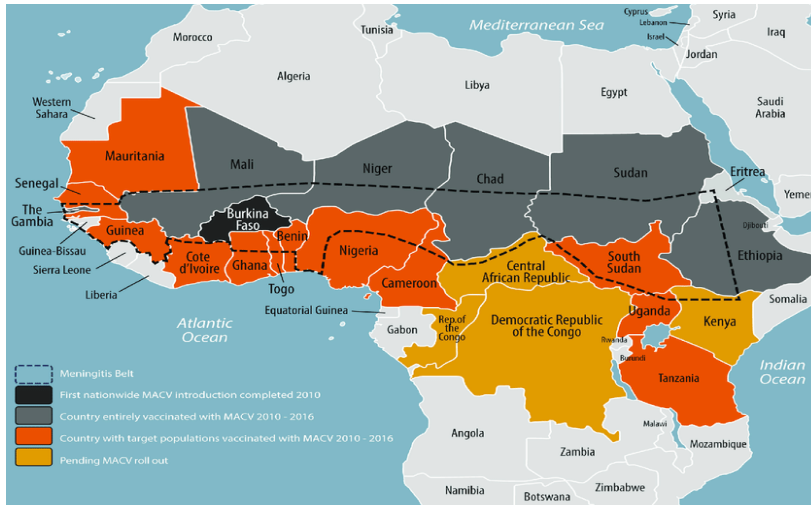 Mediterranean Sea
Cyprus
Lebanon
Israel
Syria
Iraq
Jordan
Morocco
Tunisia
Algeria
Libya
Egypt
Saudi
Arabia
Western
Sahara
Mauritania
Mali
Niger
Chad
Sudan
Eritrea
Yemen
Senegal
The
Gambia
Guinea-Bissau
Guinea
Sierra Leone
Liberia
Burkina
Faso
Cote
d'Ivoire
Ghana
Togo
Benin
Nigeria
Cameroon
Central
African Republic
South
Sudan
Djibouti
Ethiopia
Somalia
Equatorial Guinea
Gabon
Rep.of
the
Congo
Democratic Republic
of the Congo
Uganda
Kenya
Rwanda
Burundi
Tanzania
Atlantic
Ocean
Indian
Ocean
Angola
Zambia
Malawi
Mozambique
Namibia
Botswana
Zimbabwe
Meningitis Belt
First nationwide MACV introduction completed 2010
Country entirely vaccinated with MACV 2010 - 2016
Country with target populations vaccinated with MACV 2010 - 2016
Pending MACV roll out